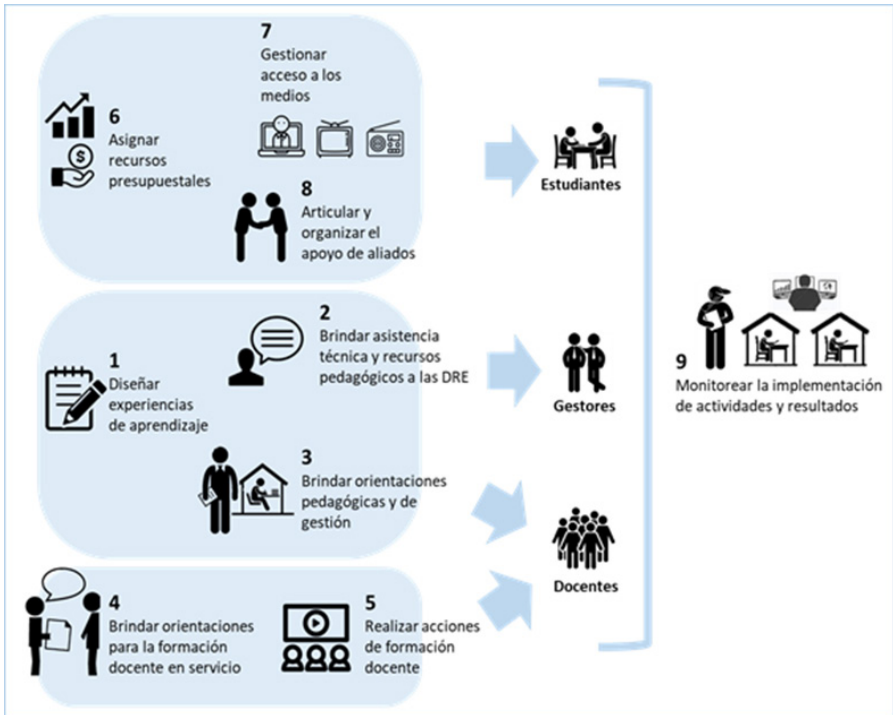 7
Gestionar
acceso a los
medios
6
Asignar
recursos
presupuestales
$
8
Articular y
organizar el
apoyo de aliados
Estudiantes
2
Brindar asistencia
técnica y recursos
pedagógicos a las DRE
1
Diseñar
experiencias
de aprendizaje
Gestores
9
Monitorear la implementación
de actividades y resultados
3
Brindar orientaciones
pedagógicas y de
gestión
Docentes
4
Brindar orientaciones
para la formación
docente en servicio
5
Realizar acciones
de formación
docente